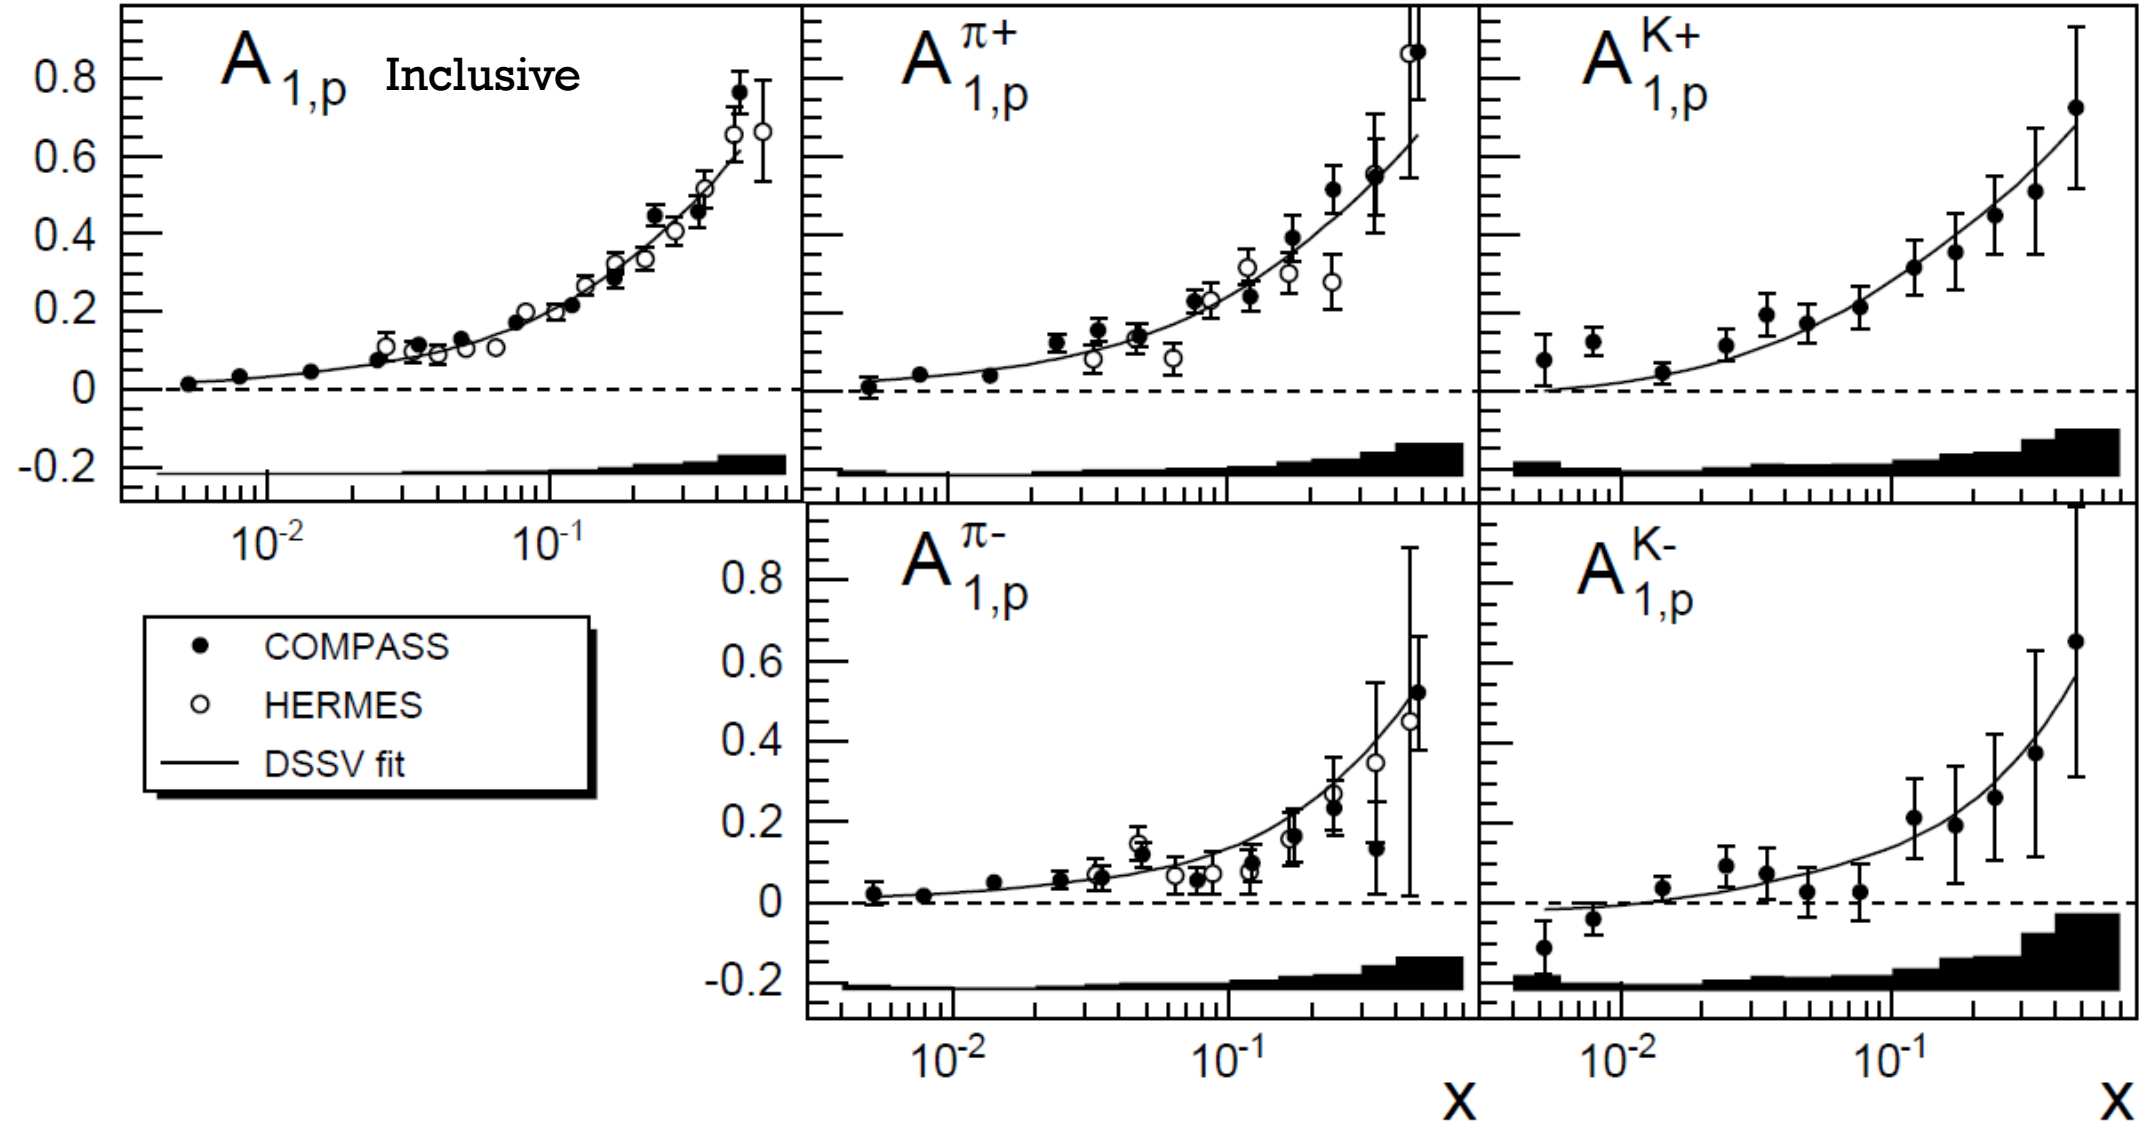 A 1,p Inclusive
A π+ 1,p
A K+ 1,p
0.8
0.6
0.4
0.2
0
-0.2
10-2 10-1
A π- 1,p
A K- 1,p
0.8
0.6
0.4
0.2
0
-0.2
COMPASS
HERMES
DSSV fit
10-2 10-1 10-2 10-1
x x